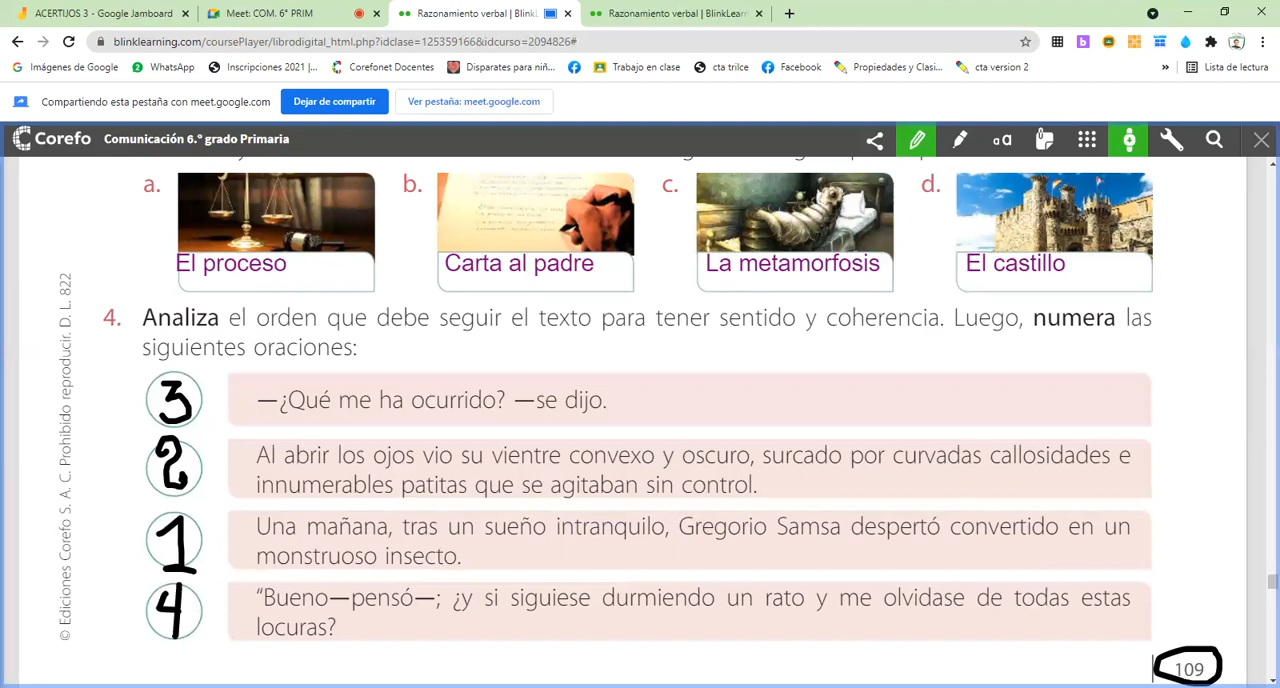 ACERTIJOS 3 - Google Jamboard
Meet: COM. 6° PRIM
Razonamiento verbal | BlinkL
Razonamiento verbal | BlinkLearn
blinklearning.com/coursePlayer/librodigital_html.php?idclase=125359166&idcurso=2094826#
Imágenes de Google
WhatsApp
Inscripciones 2021 |...
Corefonet Docentes
Disparates para niñ...
Trabajo en clase
cta trilce
Facebook
Propiedades y Clasi...
cta version 2
»
Lista de lectura
Compartiendo esta pestaña con meet.google.com
Dejar de compartir
Ver pestaña: meet.google.com
Corefo Comunicación 6.° grado Primaria
a. b. c. d.
El proceso Carta al padre La metamorfosis El castillo
4. Analiza el orden que debe seguir el texto para tener sentido y coherencia. Luego, numera las
siguientes oraciones:
3 —¿Qué me ha ocurrido? —se dijo.
2 Al abrir los ojos vio su vientre convexo y oscuro, surcado por curvadas callosidades e
innumerables patitas que se agitaban sin control.
1 Una mañana, tras un sueño intranquilo, Gregorio Samsa despertó convertido en un
monstruoso insecto.
4 “Bueno—pensó—; ¿y si siguiese durmiendo un rato y me olvidase de todas estas
locuras?
© Ediciones Corefo S. A. C. Prohibido reproducir. D. L. 822
109